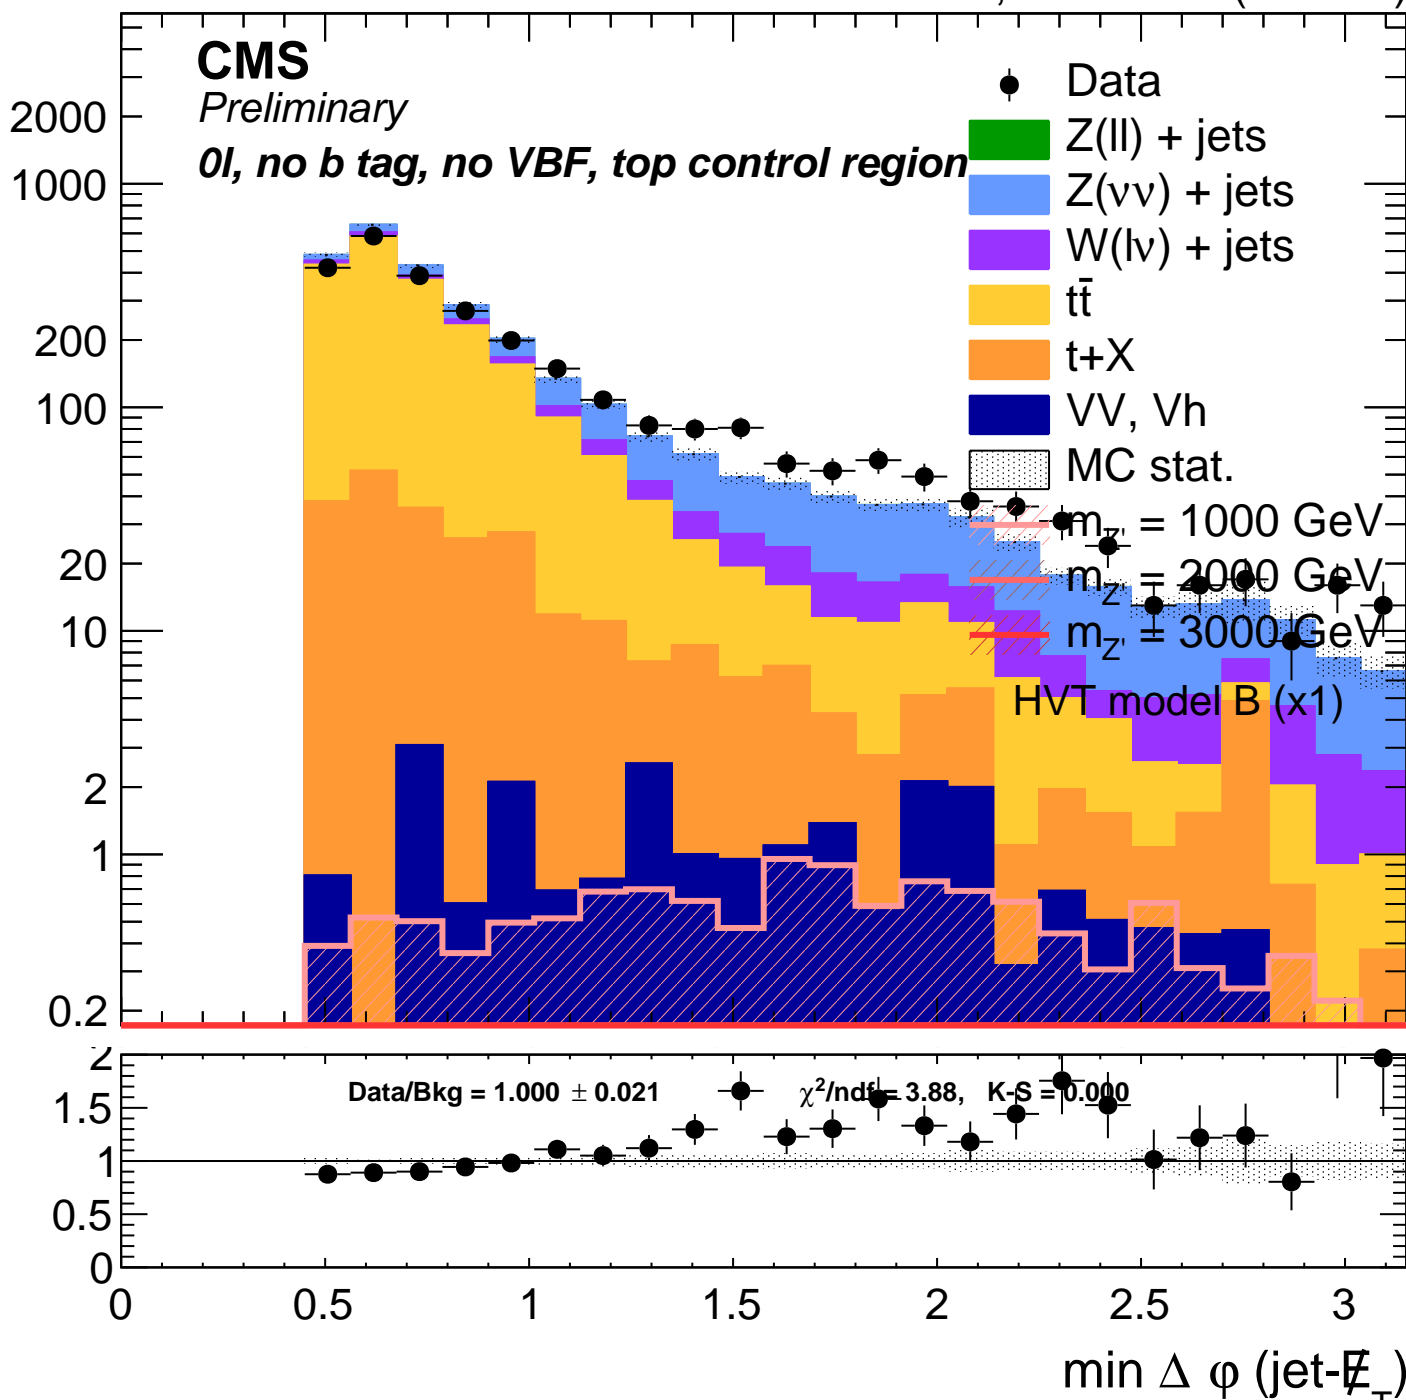 CMS
Preliminary
0l, no b tag, no VBF, top control region
Data
Z(ll) + jets
Z(νν) + jets
W(lν) + jets
tt̄
t+X
VV, Vh
MC stat.
m_Z' = 1000 GeV
m_Z' = 2000 GeV
m_Z' = 3000 GeV
HVT model B (x1)
2000
1000
200
100
20
10
2
1
0.2
Data/Bkg = 1.000 ± 0.021
χ²/ndf = 3.88, K-S = 0.000
2
1.5
1
0.5
0
0 0.5 1 1.5 2 2.5 3
min Δ φ (jet-E̸_T)